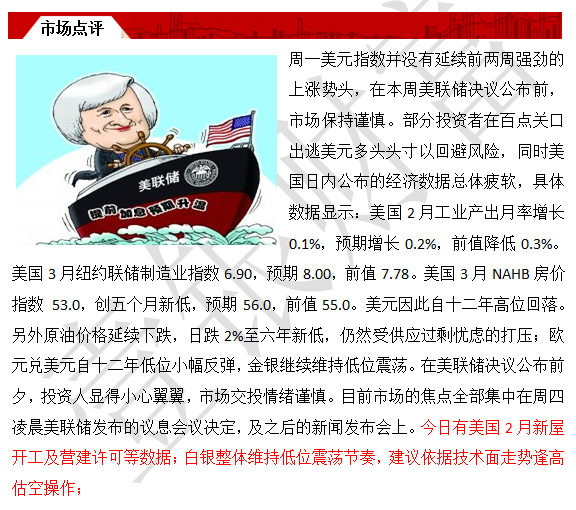 市场点评
美联储
提前加息预期升温
周一美元指数并没有延续前两周强劲的
上涨势头，在本周美联储决议公布前，
市场保持谨慎。部分投资者在百点关口
出逃美元多头头寸以回避风险，同时美
国日内公布的经济数据总体疲软，具体
数据显示：美国 2 月工业产出月率增长
0.1%，预期增长 0.2%，前值降低 0.3%。
美国 3 月纽约联储制造业指数 6.90，预期 8.00，前值 7.78。美国 3 月 NAHB 房价
指数 53.0，创五个月新低，预期 56.0，前值 55.0。美元因此自十二年高位回落。
另外原油价格延续下跌，日跌 2%至六年新低，仍然受供应过剩忧虑的打压；欧
元兑美元自十二年低位小幅反弹，金银继续维持低位震荡。在美联储决议公布前
夕，投资人显得小心翼翼，市场交投情绪谨慎。目前市场的焦点全部集中在周四
凌晨美联储发布的议息会议决定，及之后的新闻发布会上。今日有美国 2 月新屋
开工及营建许可等数据；白银整体维持低位震荡节奏，建议依据技术面走势逢高
估空操作；